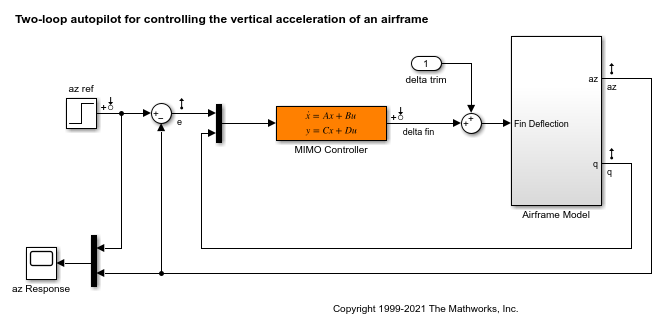 Two-loop autopilot for controlling the vertical acceleration of an airframe
az ref
e
ẋ = Ax + Bu
y = Cx + Du
MIMO Controller
delta fin
1
delta trim
Fin Deflection
az
q
Airframe Model
az
q
az Response
Copyright 1999-2021 The Mathworks, Inc.